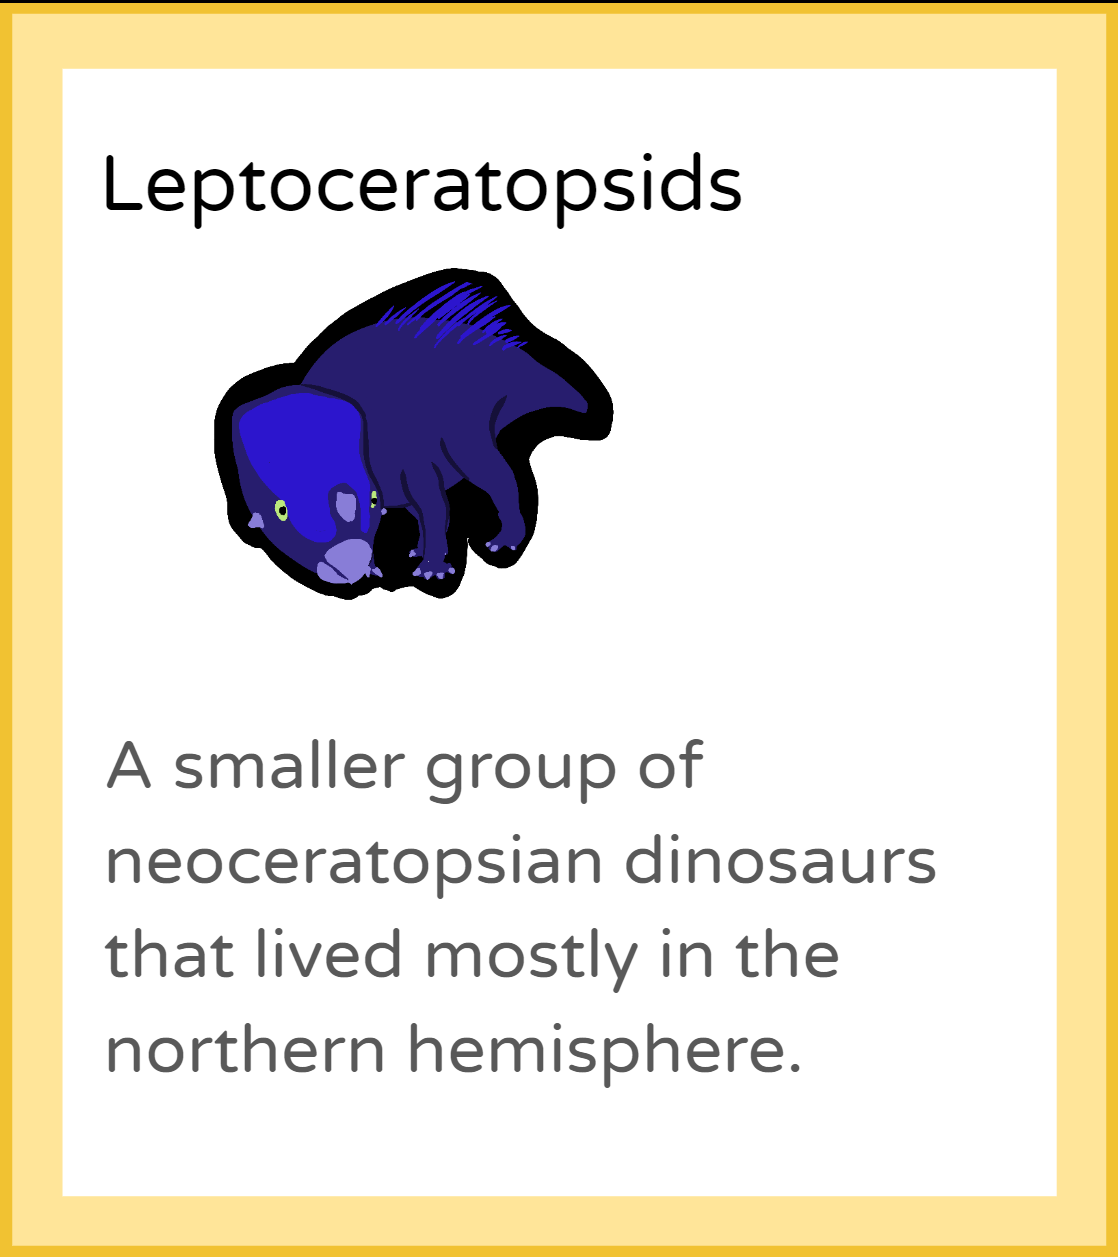 Leptoceratopsids
A smaller group of
neoceratopsian dinosaurs
that lived mostly in the
northern hemisphere.